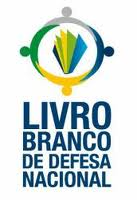 LIVRO
BRANCO
DE DEFESA
NACIONAL